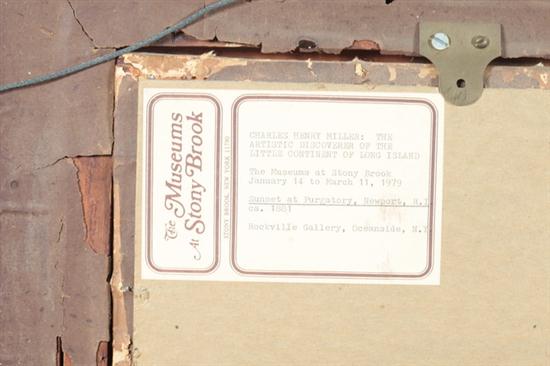 The Museums
At Stony Brook
STONY BROOK, NEW YORK 11790
CHARLES HENRY MILLER: THE
ARTISTIC DISCOVERER OF THE
LITTLE CONTINENT OF LONG ISLAND
The Museums at Stony Brook
January 14 to March 11, 1979
Sunset at Purgatory, Newport, R.I.
ca. 1881
Rockville Gallery, Oceanside, N.Y.